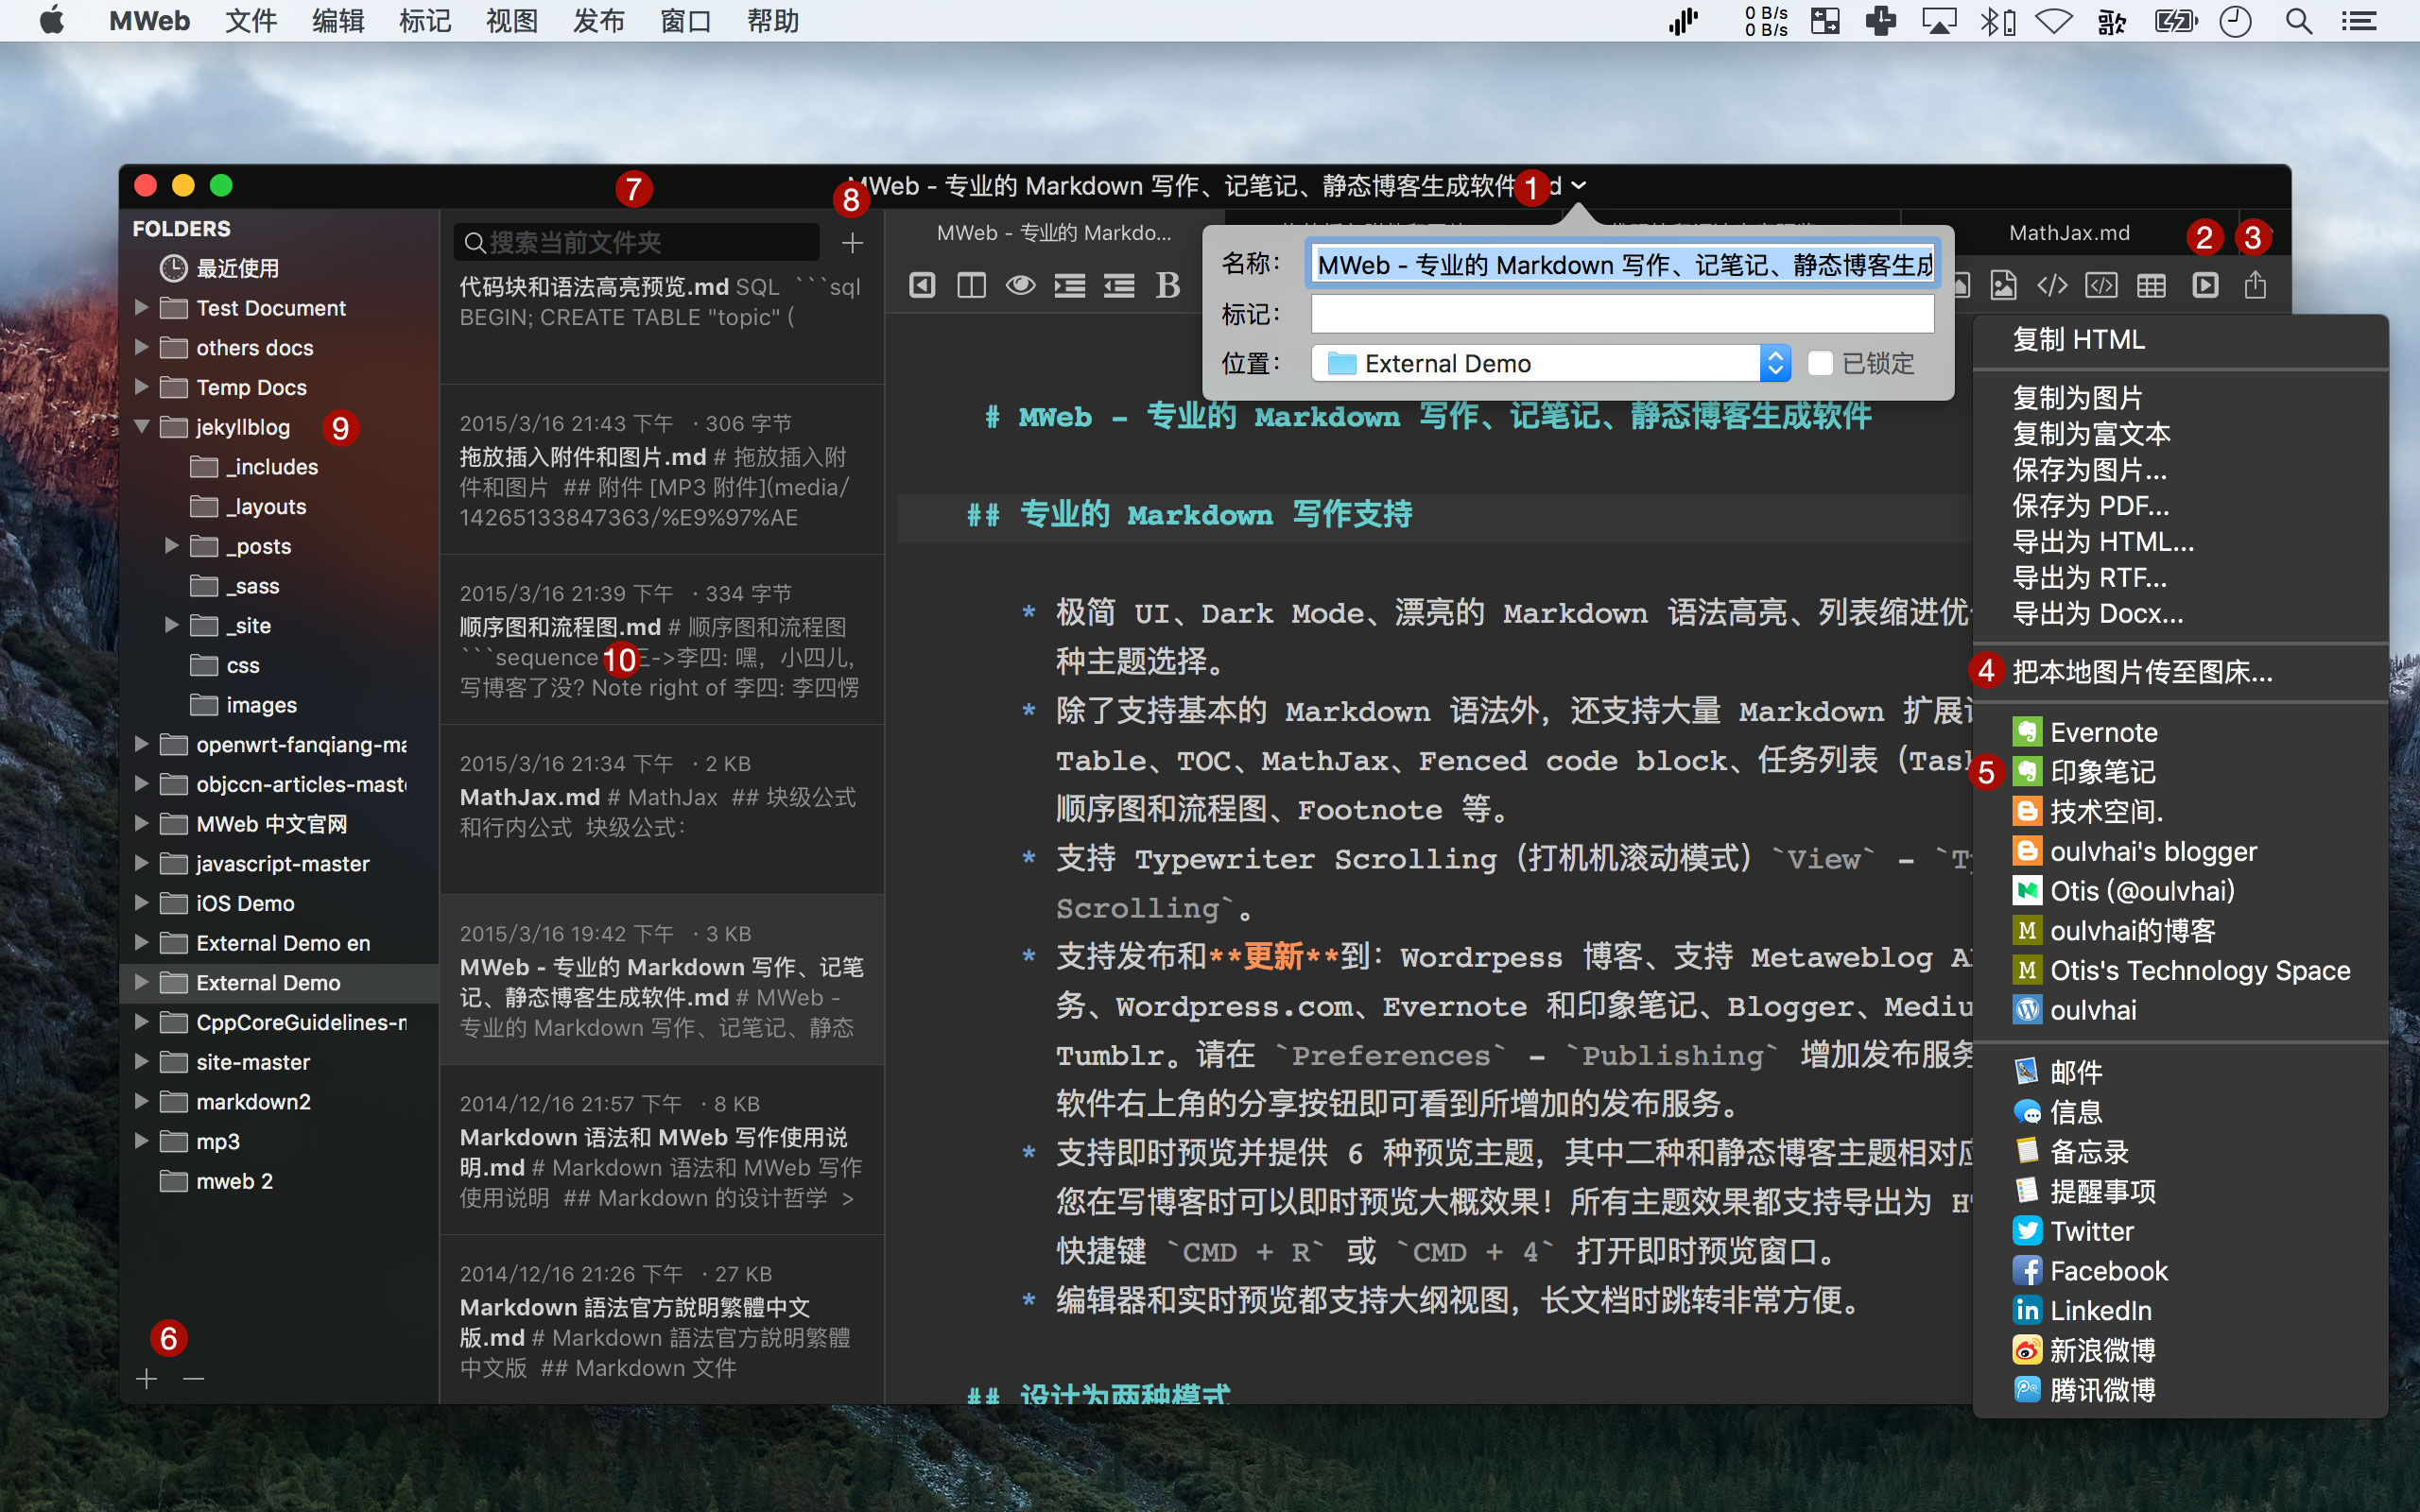 MWeb 文件 编辑 标记 视图 发布 窗口 帮助
0 B/s
0 B/s
歌
7
8
MWeb - 专业的 Markdown 写作、记笔记、静态博客生成软件
1
d
FOLDERS
最近使用
Test Document
others docs
Temp Docs
jekyllblog
9
_includes
_layouts
_posts
_sass
_site
css
images
openwrt-fanqiang-ma
objccn-articles-maste
MWeb 中文官网
javascript-master
iOS Demo
External Demo en
External Demo
CppCoreGuidelines-m
site-master
markdown2
mp3
mweb 2
6
搜索当前文件夹
代码块和语法高亮预览.md SQL ```sql
BEGIN; CREATE TABLE "topic" (
2015/3/16 21:43 下午 · 306 字节
拖放插入附件和图片.md # 拖放插入附
件和图片 ## 附件 [MP3 附件](media/
14265133847363/%E9%97%AE
2015/3/16 21:39 下午 · 334 字节
顺序图和流程图.md # 顺序图和流程图
```sequence 10 三->李四: 嘿，小四儿,
写博客了没? Note right of 李四: 李四愣
2015/3/16 21:34 下午 · 2 KB
MathJax.md # MathJax ## 块级公式
和行内公式 块级公式：
2015/3/16 19:42 下午 · 3 KB
MWeb - 专业的 Markdown 写作、记笔
记、静态博客生成软件.md # MWeb -
专业的 Markdown 写作、记笔记、静态
2014/12/16 21:57 下午 · 8 KB
Markdown 语法和 MWeb 写作使用说
明.md # Markdown 语法和 MWeb 写作
使用说明 ## Markdown 的设计哲学 >
2014/12/16 21:26 下午 · 27 KB
Markdown 語法官方說明繁體中文
版.md # Markdown 語法官方說明繁體
中文版 ## Markdown 文件
MWeb - 专业的 Markdo...
MathJax.md
2
3
B
名称：
MWeb - 专业的 Markdown 写作、记笔记、静态博客生成
标记：
位置：
External Demo
已锁定
# MWeb - 专业的 Markdown 写作、记笔记、静态博客生成软件
## 专业的 Markdown 写作支持
* 极简 UI、Dark Mode、漂亮的 Markdown 语法高亮、列表缩进优
种主题选择。
* 除了支持基本的 Markdown 语法外，还支持大量 Markdown 扩展
Table、TOC、MathJax、Fenced code block、任务列表（Task
顺序图和流程图、Footnote 等。
* 支持 Typewriter Scrolling（打机机滚动模式）`View` - `Ty
Scrolling`。
* 支持发布和**更新**到：Wordrpess 博客、支持 Metaweblog A
务、Wordpress.com、Evernote 和印象笔记、Blogger、Mediu
Tumblr。请在 `Preferences` - `Publishing` 增加发布服务
软件右上角的分享按钮即可看到所增加的发布服务。
* 支持即时预览并提供 6 种预览主题，其中二种和静态博客主题相对应
您在写博客时可以即时预览大概效果！所有主题效果都支持导出为 H
快捷键 `CMD + R` 或 `CMD + 4` 打开即时预览窗口。
* 编辑器和实时预览都支持大纲视图，长文档时跳转非常方便。
## 设计为两种模式
复制 HTML
复制为图片
复制为富文本
保存为图片...
保存为 PDF...
导出为 HTML...
导出为 RTF...
导出为 Docx...
4 把本地图片传至图床...
Evernote
5 印象笔记
技术空间.
oulvhai's blogger
Otis (@oulvhai)
M oulvhai的博客
M Otis's Technology Space
oulvhai
邮件
信息
备忘录
提醒事项
Twitter
Facebook
LinkedIn
新浪微博
腾讯微博